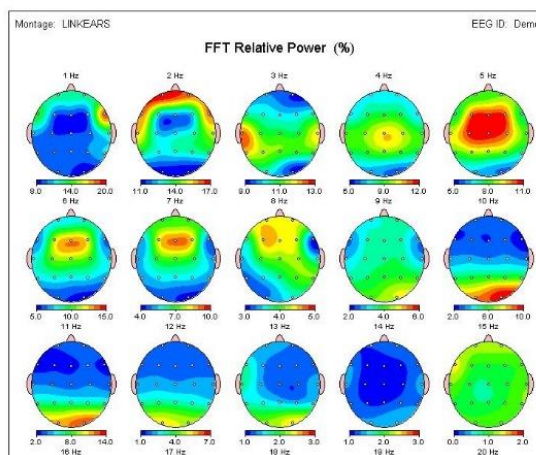 Montage: LINKEARS
EEG ID: Demo
FFT Relative Power (%)
1 Hz 2 Hz 3 Hz 4 Hz 5 Hz
8.0 14.0 20.0 11.0 14.0 17.0 9.0 11.0 13.0 5.0 9.0 12.0 5.0 8.0 11.0
6 Hz 7 Hz 8 Hz 9 Hz 10 Hz
5.0 10.0 15.0 4.0 7.0 10.0 3.0 4.0 5.0 2.0 4.0 6.0 2.0 6.0 10.0
11 Hz 12 Hz 13 Hz 14 Hz 15 Hz
2.0 8.0 14.0 1.0 4.0 7.0 1.0 2.0 3.0 1.0 2.0 3.0 0.0 1.0 2.0
16 Hz 17 Hz 18 Hz 19 Hz 20 Hz